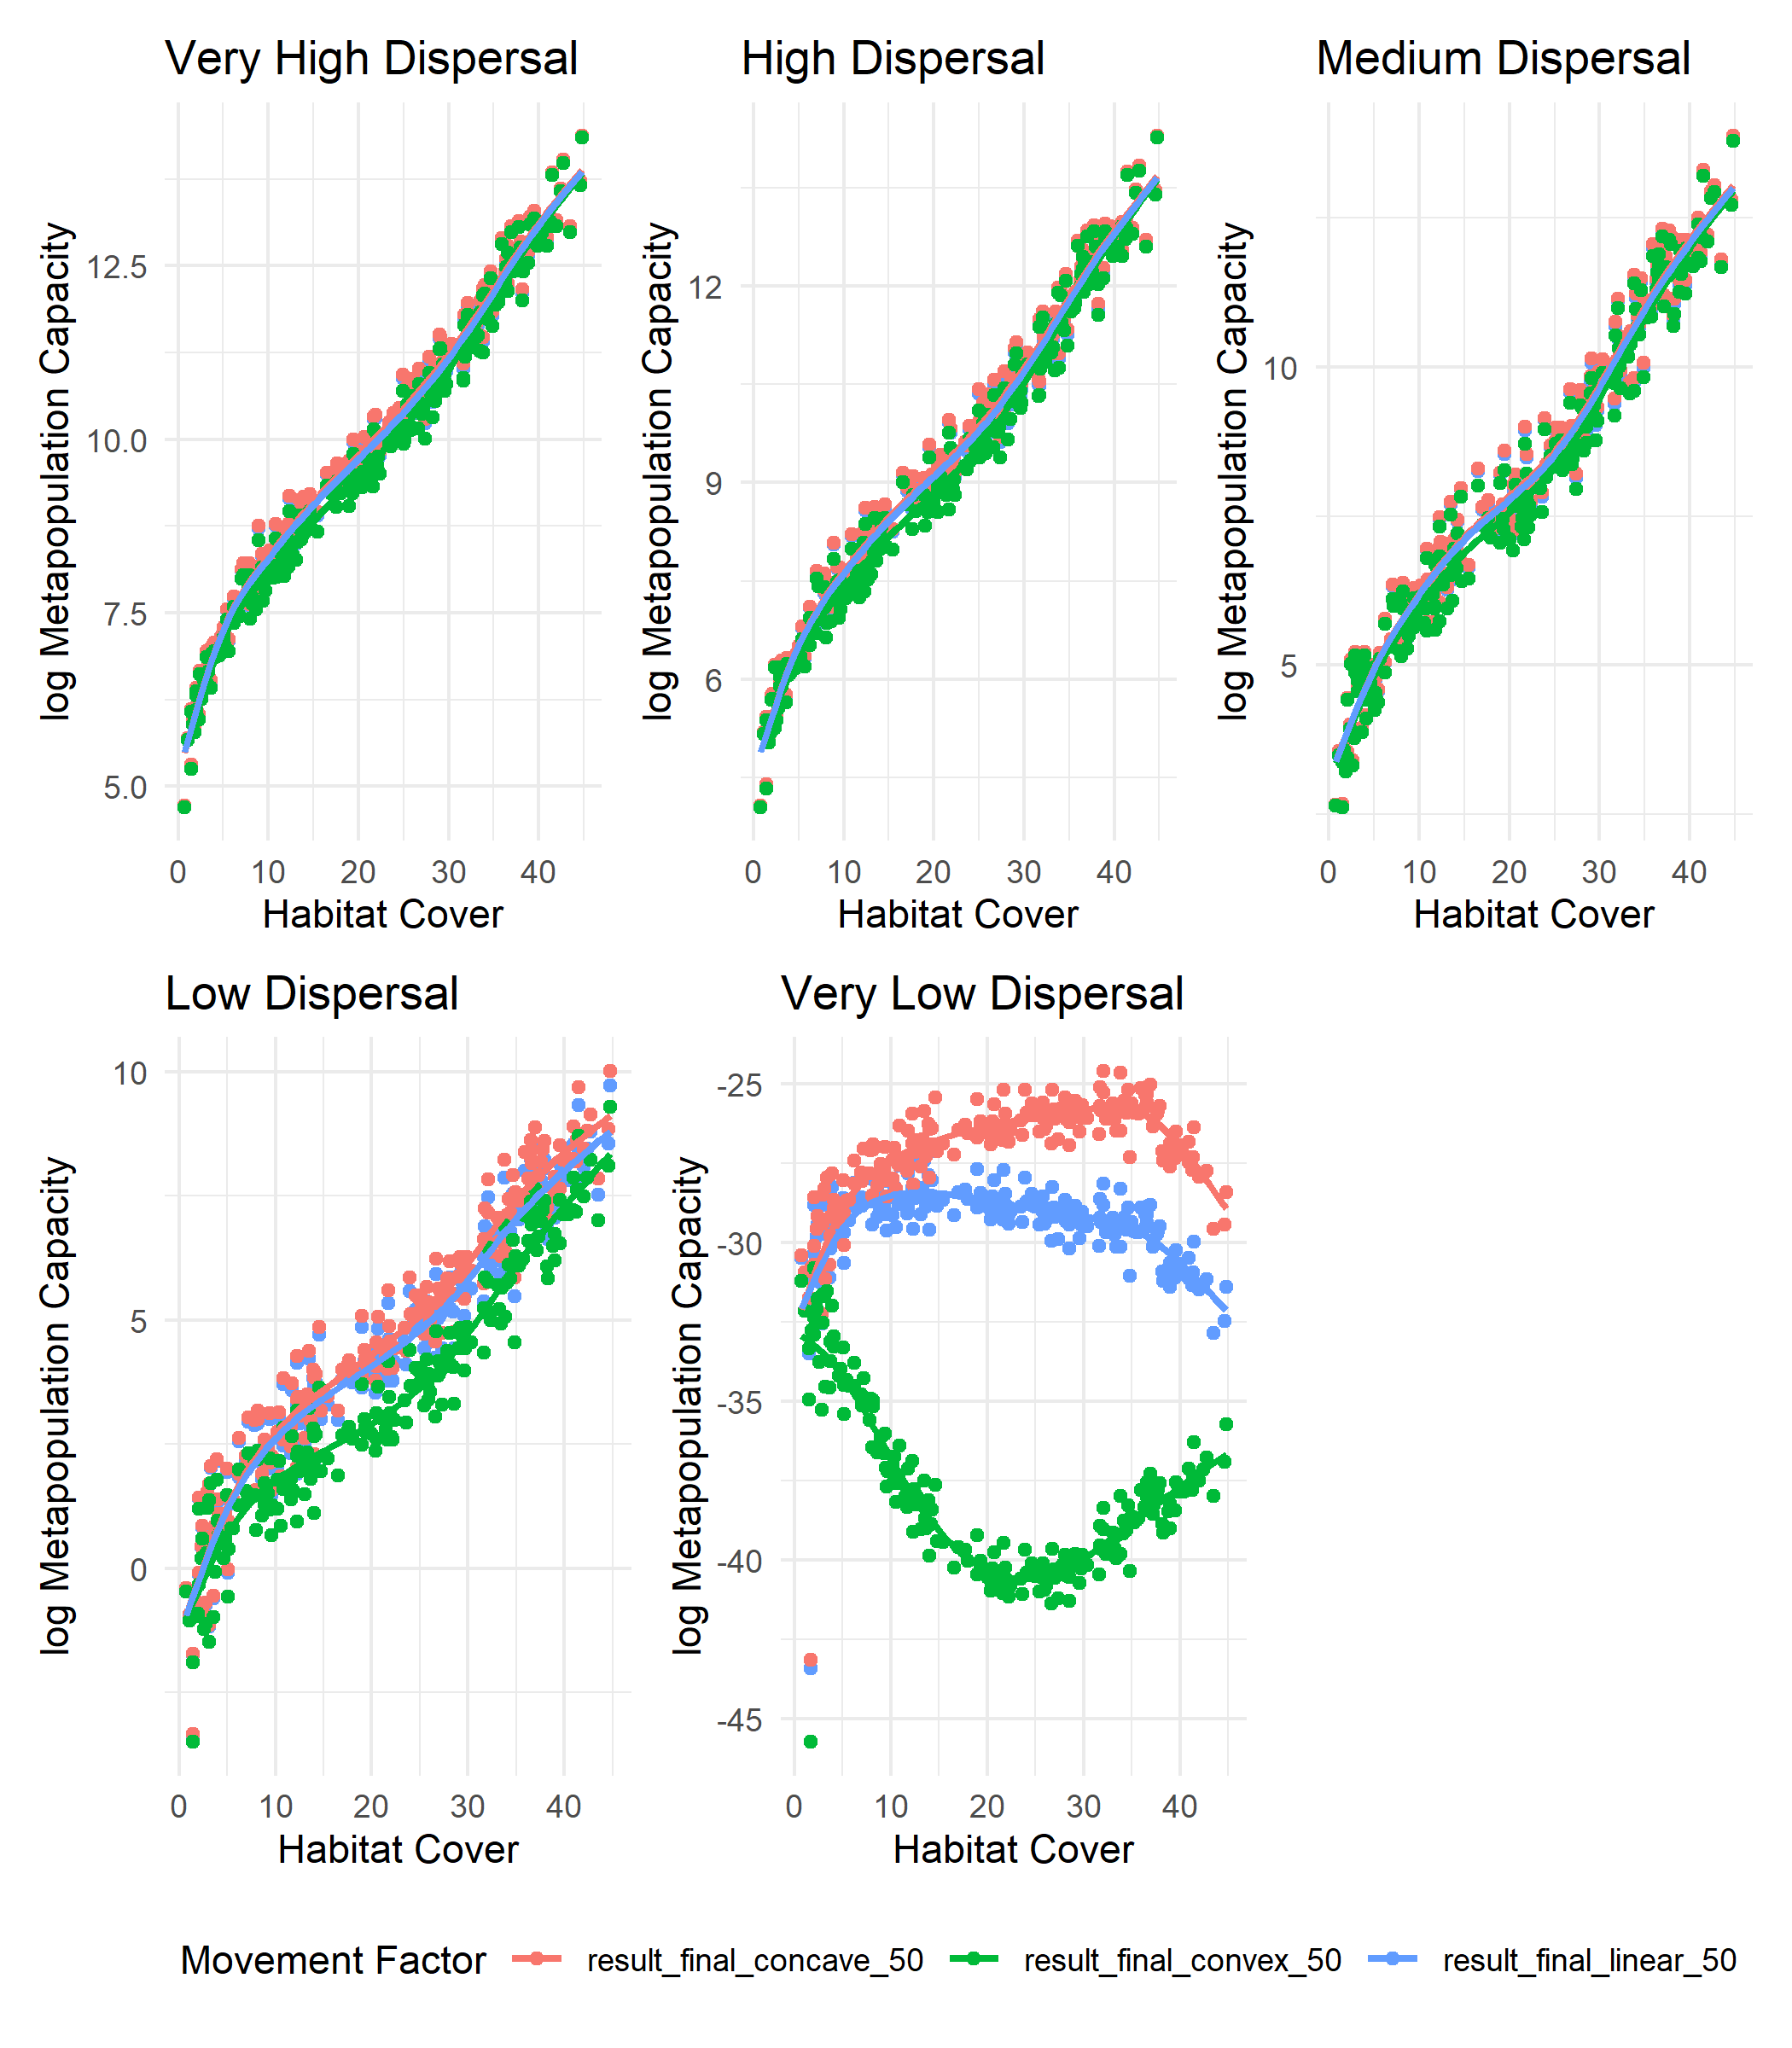 Very High Dispersal
High Dispersal
Medium Dispersal
log Metapopulation Capacity
12.5
10.0
7.5
5.0
0 10 20 30 40
Habitat Cover
log Metapopulation Capacity
12
9
6
0 10 20 30 40
Habitat Cover
log Metapopulation Capacity
10
5
0 10 20 30 40
Habitat Cover
Low Dispersal
Very Low Dispersal
log Metapopulation Capacity
10
5
0
0 10 20 30 40
Habitat Cover
log Metapopulation Capacity
-25
-30
-35
-40
-45
0 10 20 30 40
Habitat Cover
Movement Factor result_final_concave_50 result_final_convex_50 result_final_linear_50